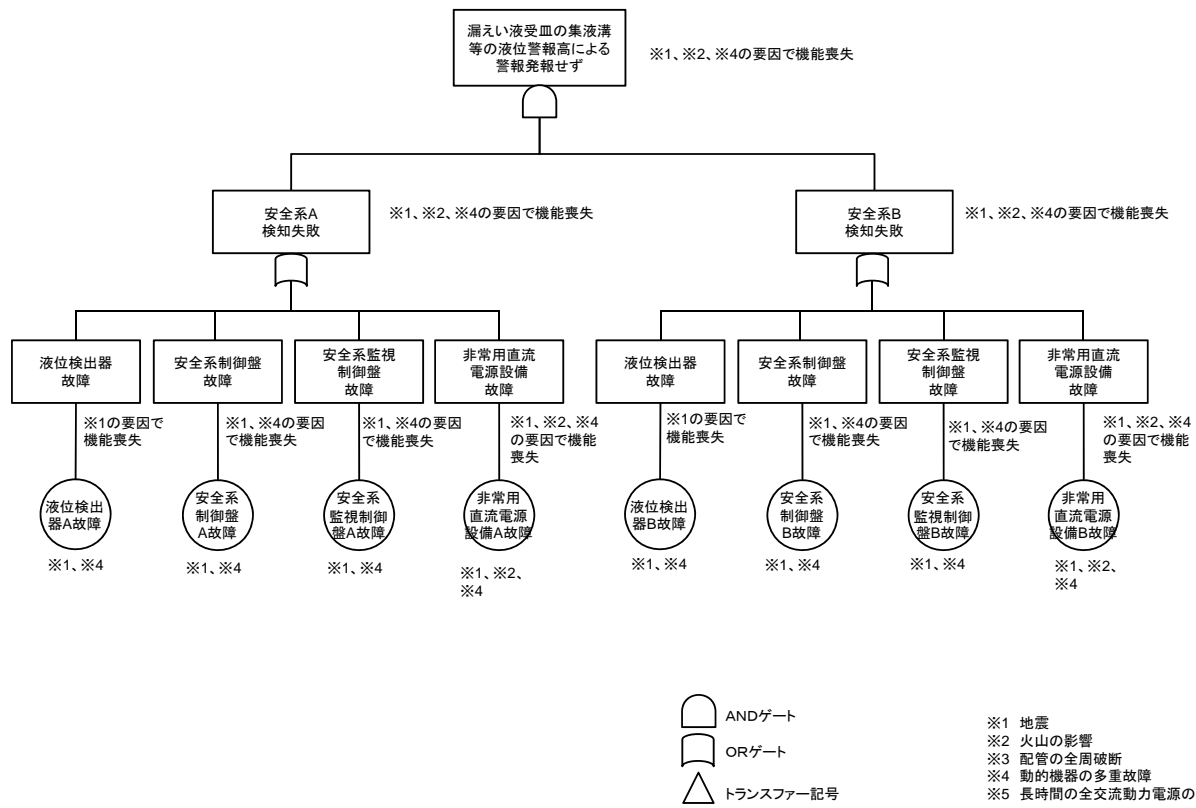 漏えい液受皿の集液溝
等の液位警報高による
警報発報せず
※1、※2、※4の要因で機能喪失
安全系A
検知失敗
※1、※2、※4の要因で機能喪失
安全系B
検知失敗
※1、※2、※4の要因で機能喪失
液位検出器
故障
安全系制御盤
故障
安全系監視
制御盤
故障
非常用直流
電源設備
故障
液位検出器
故障
安全系制御盤
故障
安全系監視
制御盤
故障
非常用直流
電源設備
故障
※1の要因で
機能喪失
※1、※4の要因
で機能喪失
※1、※4の要因
で機能喪失
※1、※2、※4
の要因で機能
喪失
※1の要因で
機能喪失
※1、※4の要因
で機能喪失
※1、※4の要因
で機能喪失
※1、※2、※4
の要因で機能
喪失
液位検出
器A故障
安全系
制御盤
A故障
安全系
監視制御
盤A故障
非常用
直流電源
設備A故障
液位検出
器B故障
安全系
制御盤
B故障
安全系
監視制御
盤B故障
非常用
直流電源
設備B故障
※1、※4
※1、※4
※1、※4
※1、※2、
※4
※1、※4
※1、※4
※1、※4
※1、※2、
※4
ANDゲート
ORゲート
トランスファー記号
※1 地震
※2 火山の影響
※3 配管の全周破断
※4 動的機器の多重故障
※5 長時間の全交流動力電源の